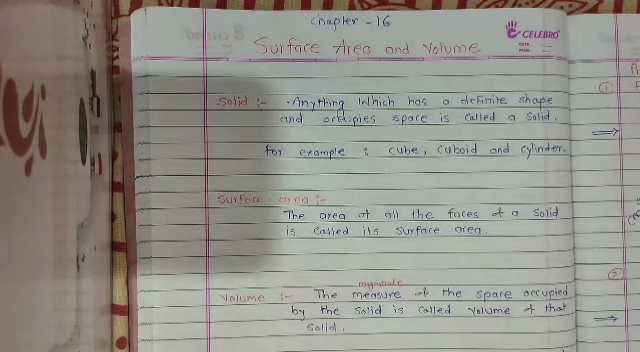 Chapter - 16
CELEBRO
DATE
PAGE
Surface Area and Volume
Solid :- Anything Which has a definite shape
and occupies space is called a solid.
for example : cube, cuboid and cylinder.
Surface area :-
The area of all the faces of a solid
is called its surface area.
magnitude
Volume :- The measure of the space occupied
by the solid is called volume of that
solid.
1
2